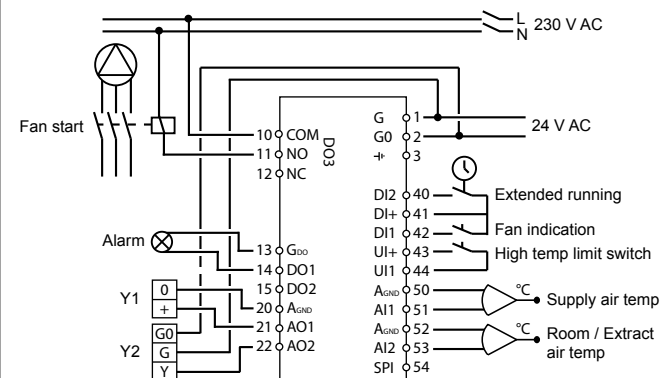 L
N
230 V AC
Fan start
10 COM
11 NO
12 NC
DO3
G 1
G0 2
3
24 V AC
DI2 40
Extended running
DI+ 41
DI1 42
Fan indication
UI+ 43
High temp limit switch
UI1 44
Alarm
13 GDO
14 DO1
15 DO2
20 AGND
21 AO1
22 AO2
AGND 50
°C
Supply air temp
AI1 51
AGND 52
°C
Room / Extract
air temp
AI2 53
SPI 54
Y1
0
+
Y2
G0
G
Y